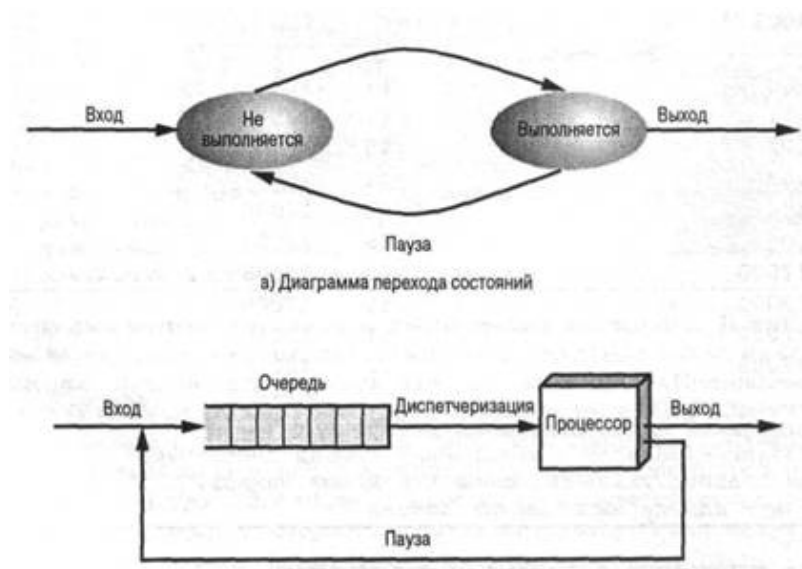 Вход
Не
выполняется
Выполняется
Выход
Пауза
а) Диаграмма перехода состояний
Очередь
Вход
Диспетчеризация
Процессор
Выход
Пауза